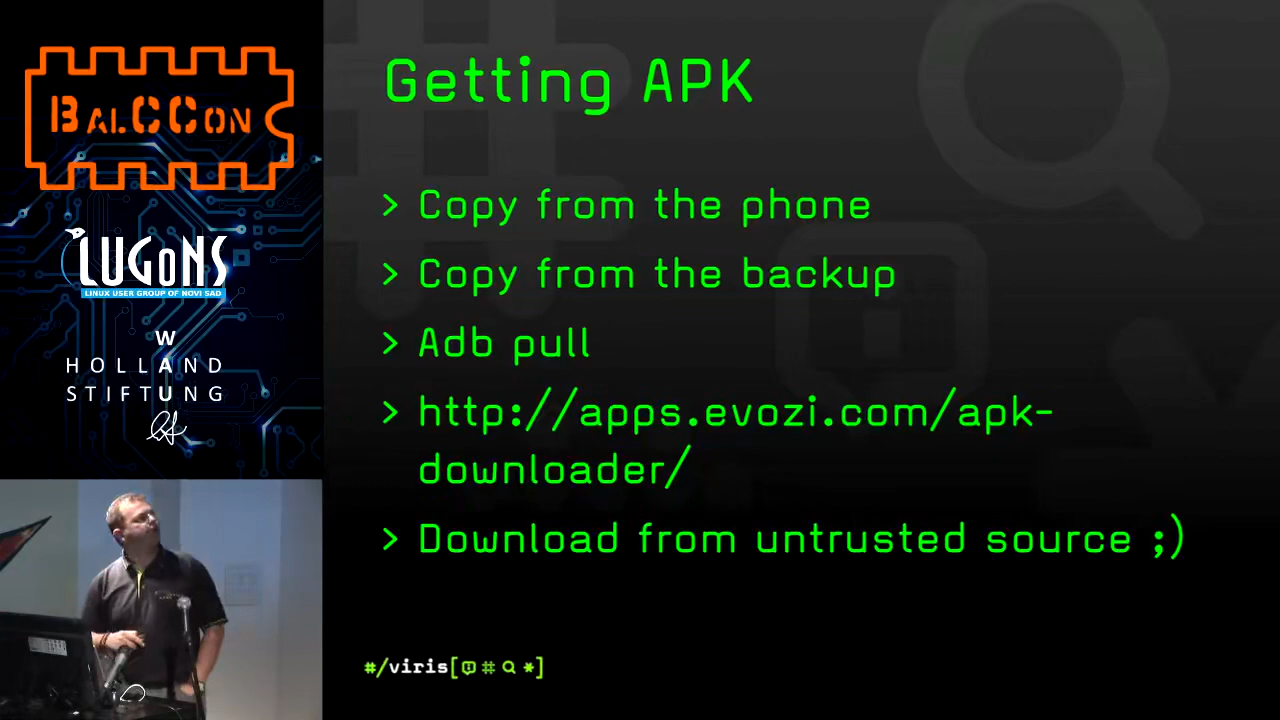 BALCCON
LUGONS
LINUX USER GROUP OF NOVI SAD
W
HOLLAND
STIFTUNG
Getting APK
> Copy from the phone
> Copy from the backup
> Adb pull
> http://apps.evozi.com/apk-
downloader/
> Download from untrusted source ;)
#/viris[ # *]